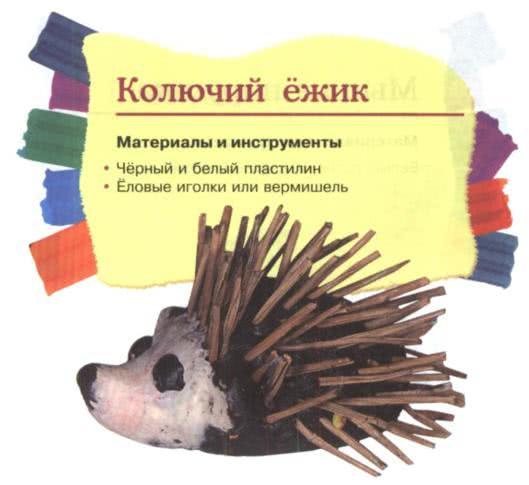 Колючий ёжик
Материалы и инструменты
• Чёрный и белый пластилин
• Еловые иголки или вермишель